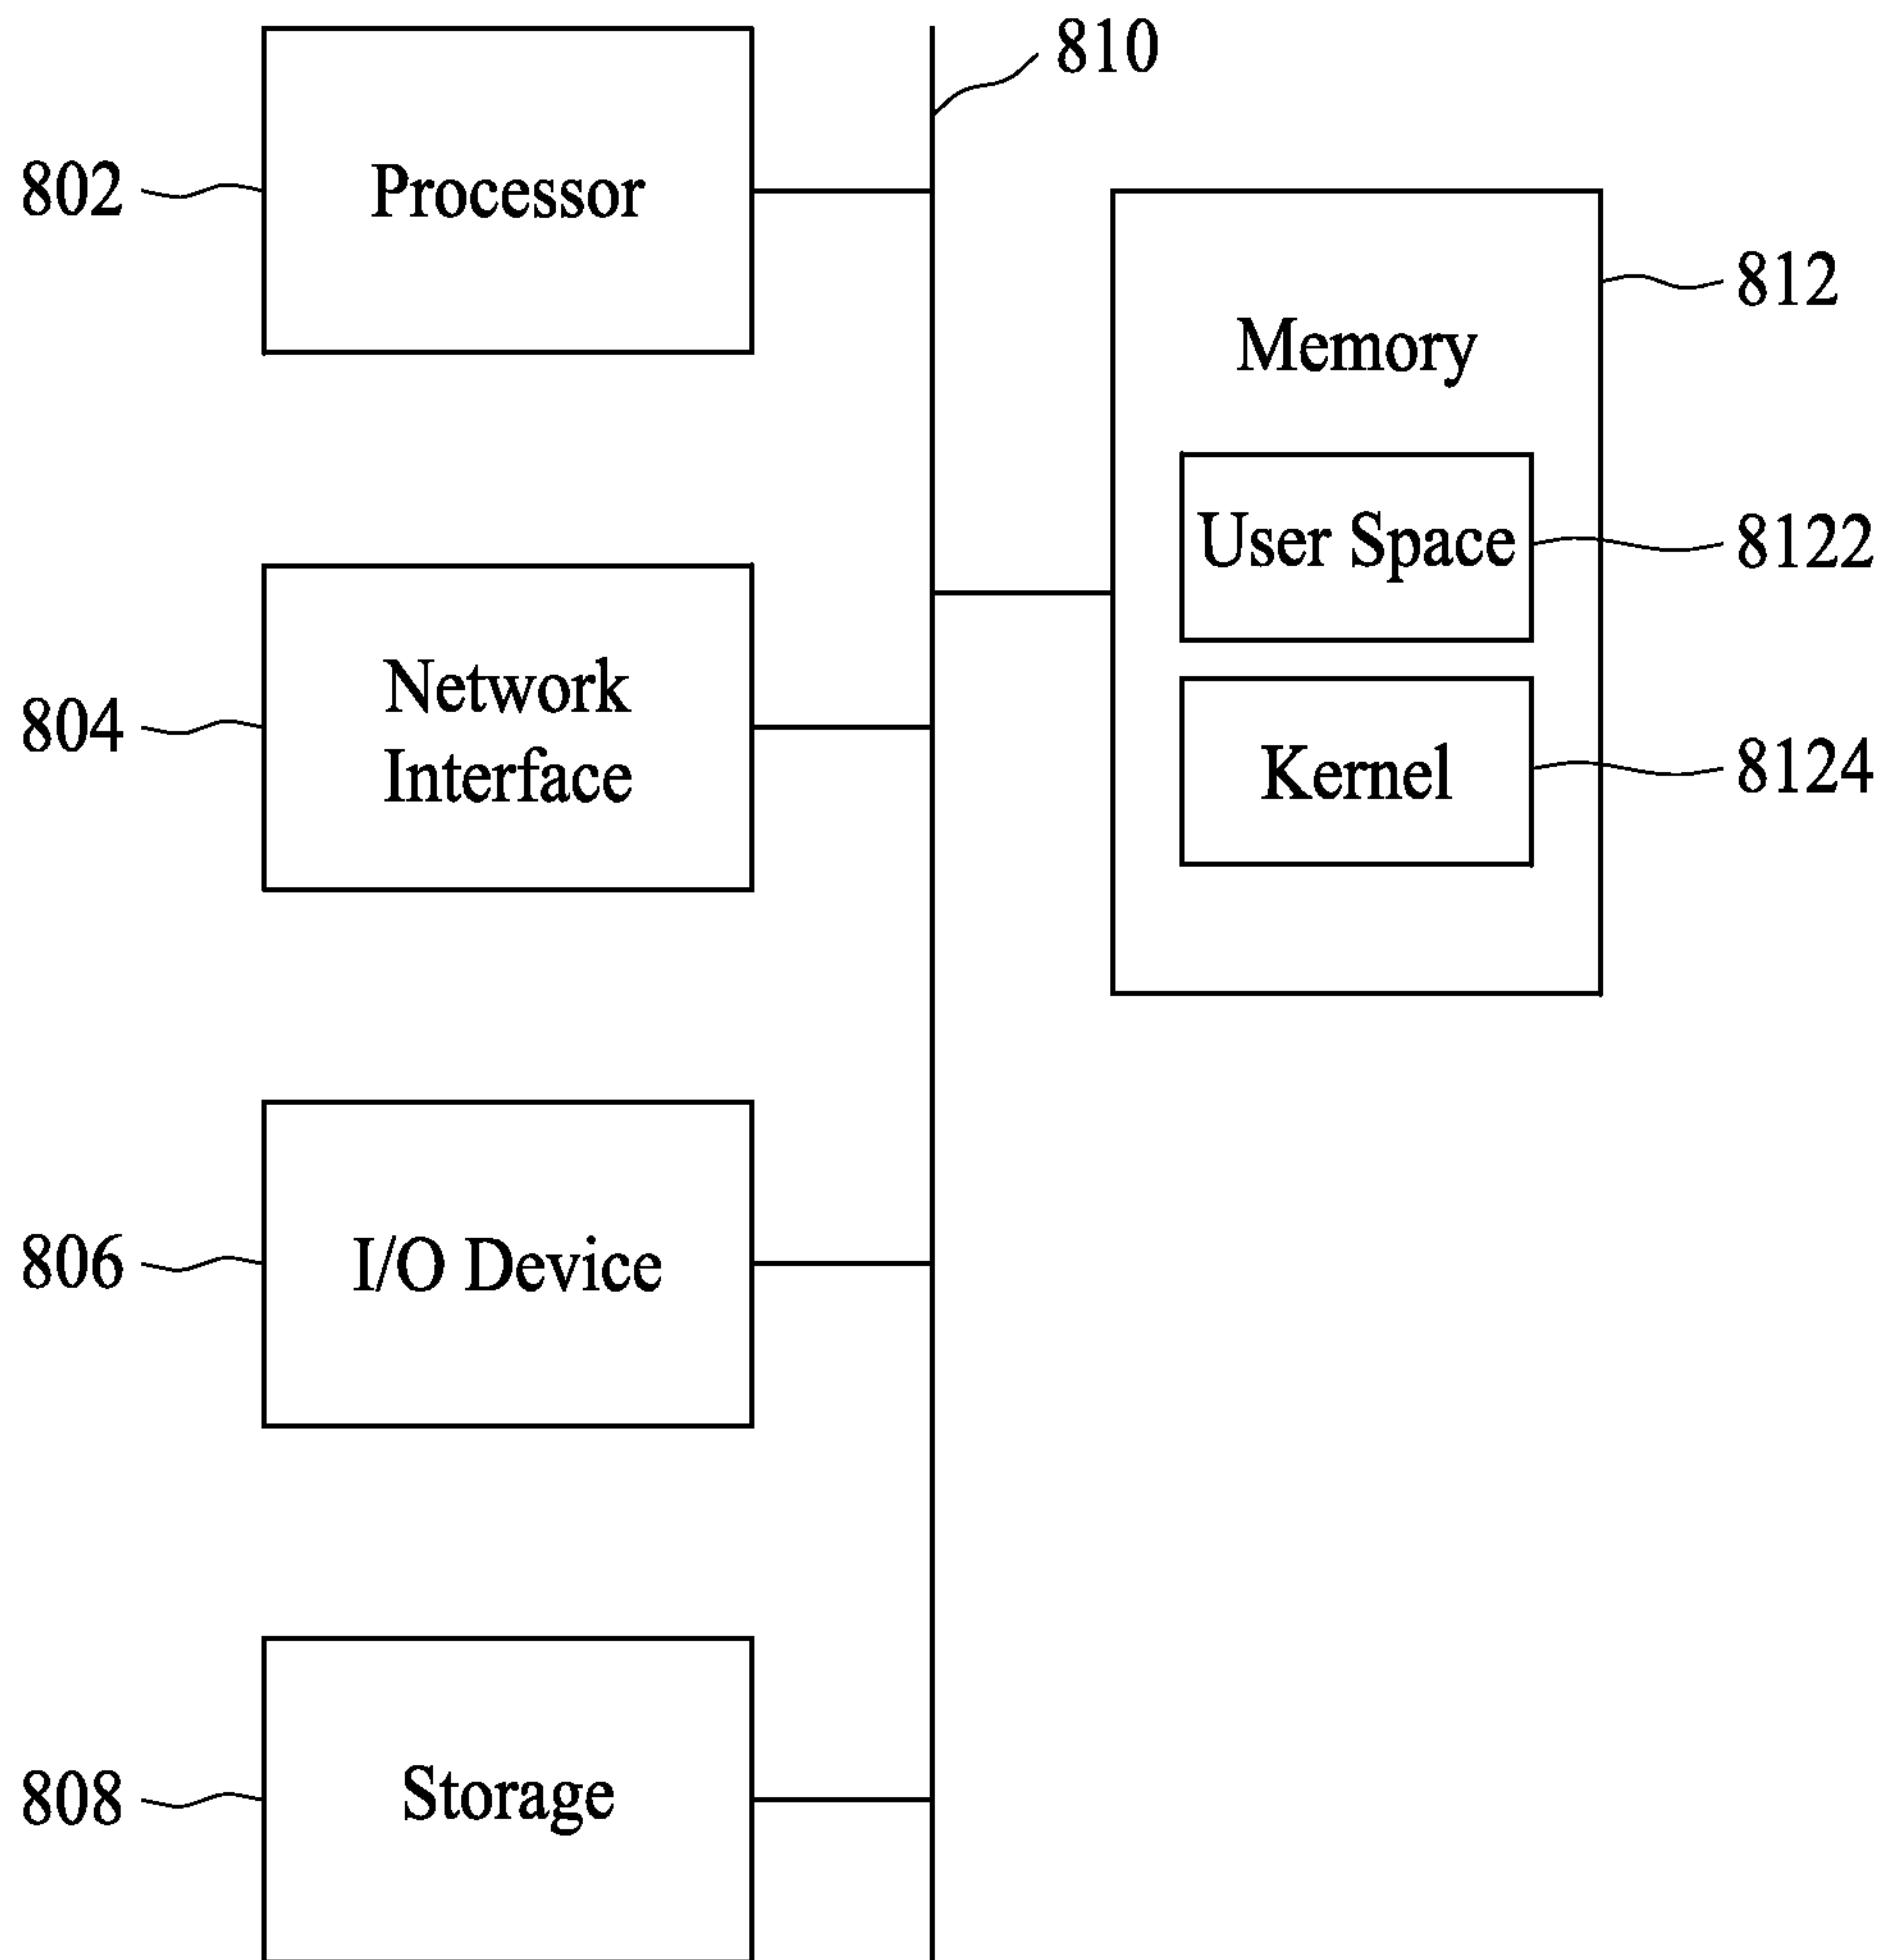 810
802
Processor
812
Memory
User Space
8122
804
Network
Interface
Kernel
8124
806
I/O Device
808
Storage